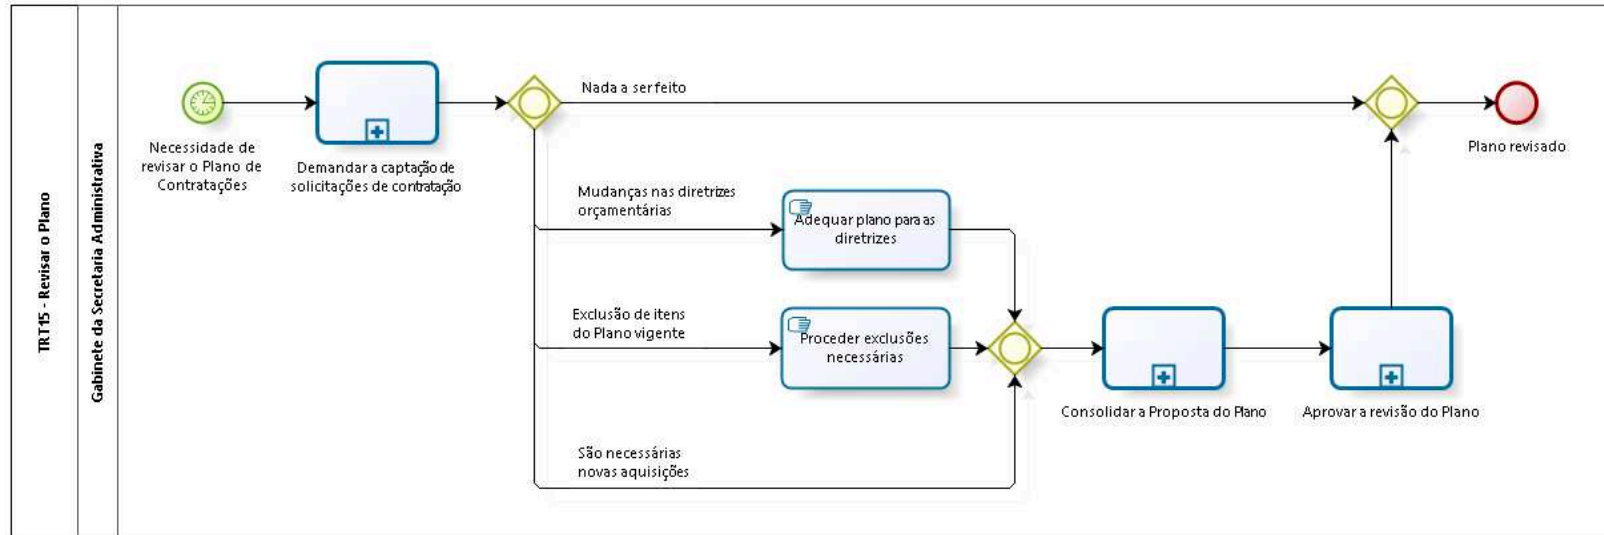 TRT15 - Revisar o Plano
Gabinete da Secretaria Administrativa
Necessidade de
revisar o Plano de
Contratações
Demandar a captação de
solicitações de contratação
Nada a ser feito
Mudanças nas diretrizes
orçamentárias
Adequar plano para as
diretrizes
Exclusão de itens
do Plano vigente
Proceder exclusões
necessárias
São necessárias
novas aquisições
Consolidar a Proposta do Plano
Aprovar a revisão do Plano
Plano revisado